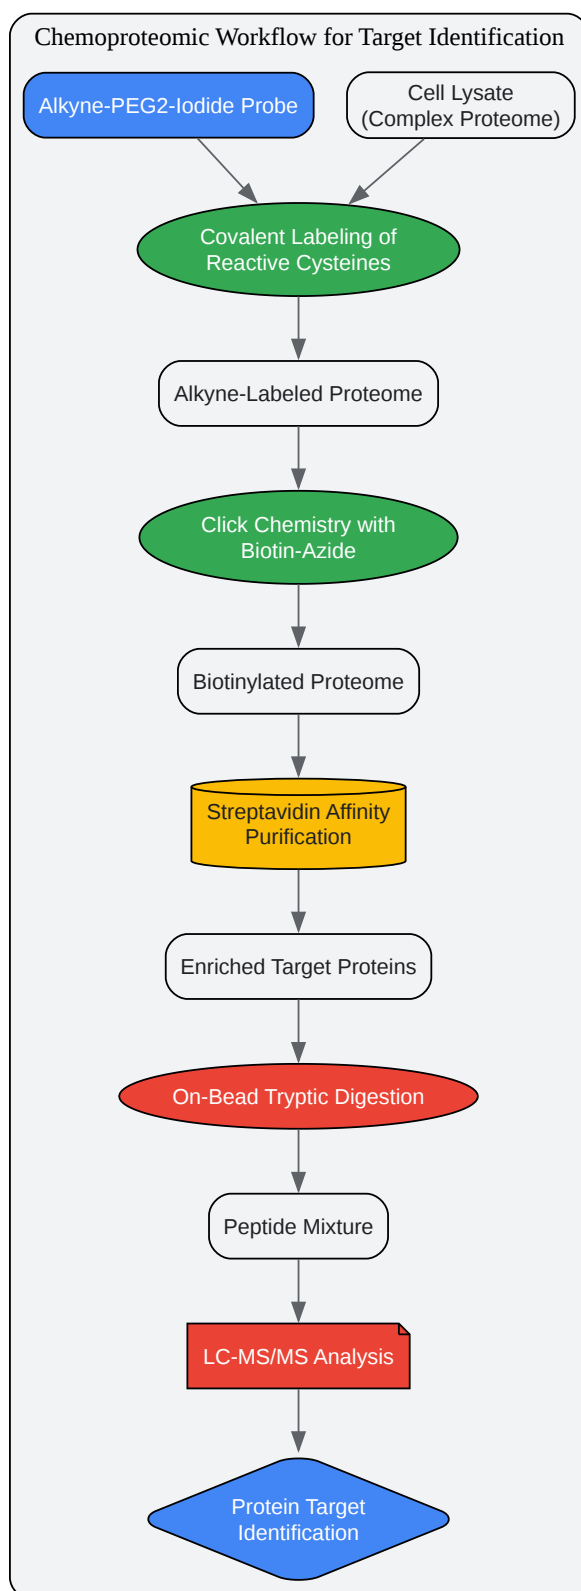 Chemoproteomic Workflow for Target Identification
Alkyne-PEG2-Iodide Probe
Cell Lysate
(Complex Proteome)
Covalent Labeling of
Reactive Cysteines
Alkyne-Labeled Proteome
Click Chemistry with
Biotin-Azide
Biotinylated Proteome
Streptavidin Affinity
Purification
Enriched Target Proteins
On-Bead Tryptic Digestion
Peptide Mixture
LC-MS/MS Analysis
Protein Target
Identification